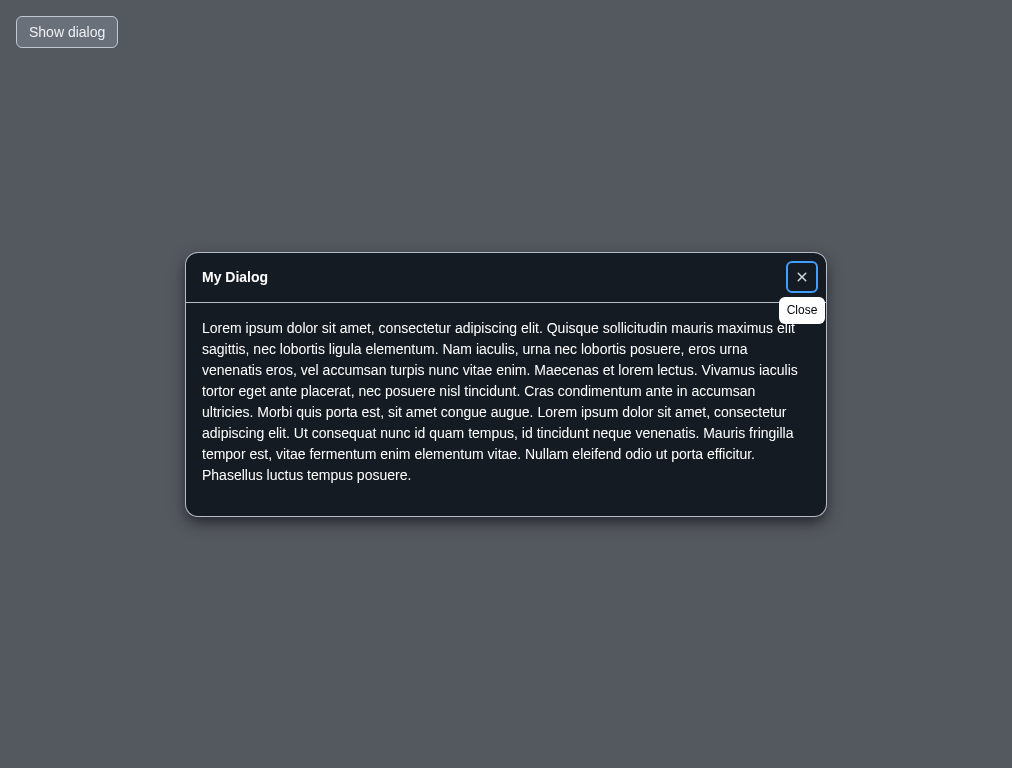 Show dialog
My Dialog
Close
Lorem ipsum dolor sit amet, consectetur adipiscing elit. Quisque sollicitudin mauris maximus elit
sagittis, nec lobortis ligula elementum. Nam iaculis, urna nec lobortis posuere, eros urna
venenatis eros, vel accumsan turpis nunc vitae enim. Maecenas et lorem lectus. Vivamus iaculis
tortor eget ante placerat, nec posuere nisl tincidunt. Cras condimentum ante in accumsan
ultricies. Morbi quis porta est, sit amet congue augue. Lorem ipsum dolor sit amet, consectetur
adipiscing elit. Ut consequat nunc id quam tempus, id tincidunt neque venenatis. Mauris fringilla
tempor est, vitae fermentum enim elementum vitae. Nullam eleifend odio ut porta efficitur.
Phasellus luctus tempus posuere.